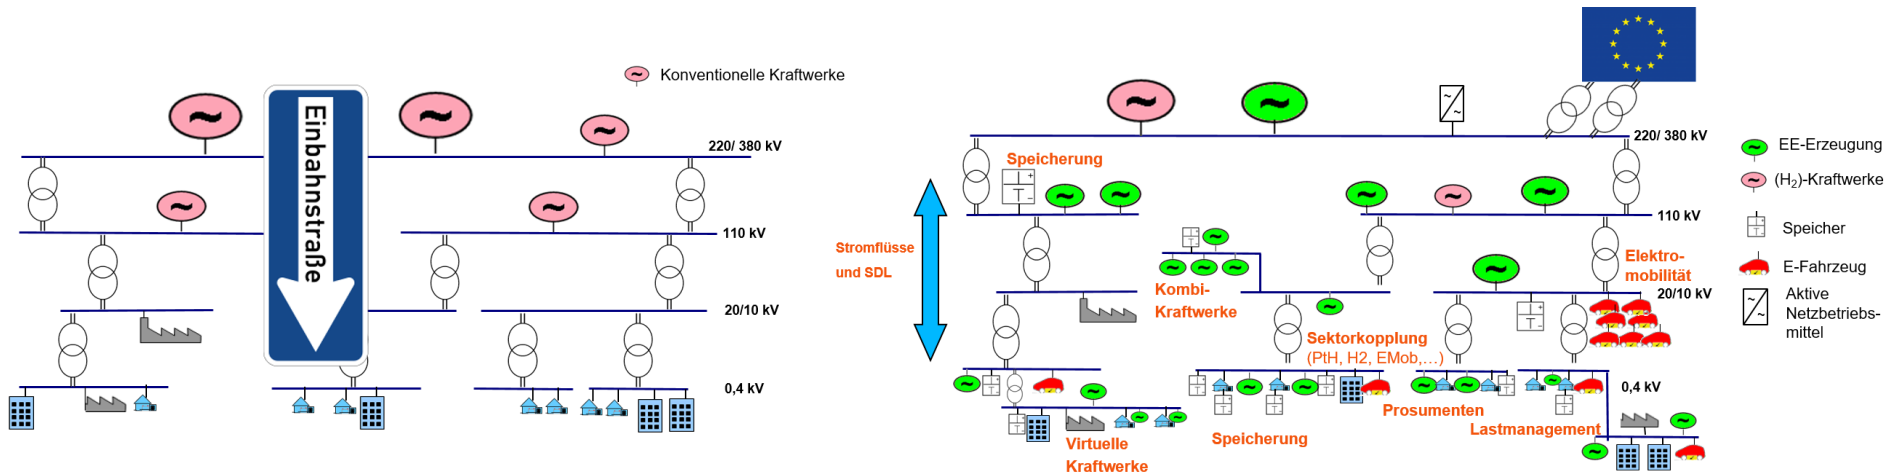 Konventionelle Kraftwerke
Einbahnstraße
220/ 380 kV
110 kV
20/10 kV
0,4 kV
220/ 380 kV
Speicherung
110 kV
Stromflüsse
und SDL
Kombi-
Kraftwerke
Elektro-
mobilität
20/10 kV
Sektorkopplung
(PtH, H2, EMob,…)
0,4 kV
Prosumenten
Lastmanagement
Speicherung
Virtuelle
Kraftwerke
EE-Erzeugung
(H₂)-Kraftwerke
Speicher
E-Fahrzeug
Aktive
Netzbetriebs-
mittel